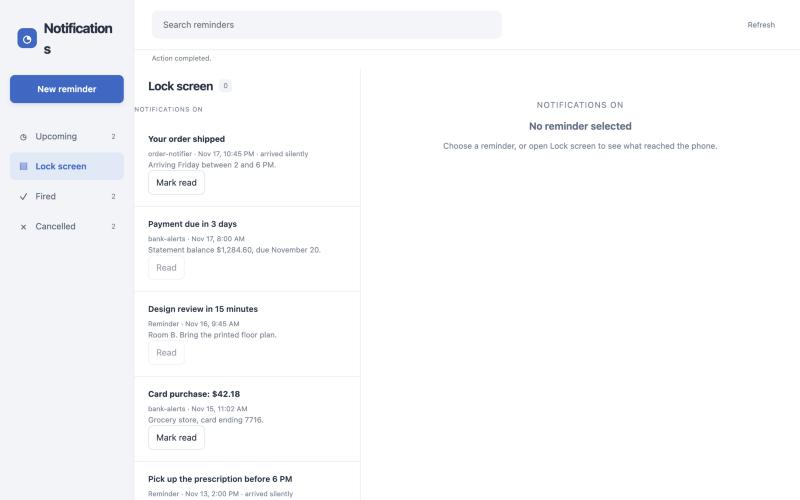 Notification
s
New reminder
Upcoming 2
Lock screen
Fired 2
Cancelled 2
Search reminders
Refresh
Action completed.
Lock screen 0
NOTIFICATIONS ON
Your order shipped
order-notifier · Nov 17, 10:45 PM · arrived silently
Arriving Friday between 2 and 6 PM.
Mark read
Payment due in 3 days
bank-alerts · Nov 17, 8:00 AM
Statement balance $1,284.60, due November 20.
Read
Design review in 15 minutes
Reminder · Nov 16, 9:45 AM
Room B. Bring the printed floor plan.
Read
Card purchase: $42.18
bank-alerts · Nov 15, 11:02 AM
Grocery store, card ending 7716.
Mark read
Pick up the prescription before 6 PM
Reminder · Nov 13, 2:00 PM · arrived silently
NOTIFICATIONS ON
No reminder selected
Choose a reminder, or open Lock screen to see what reached the phone.